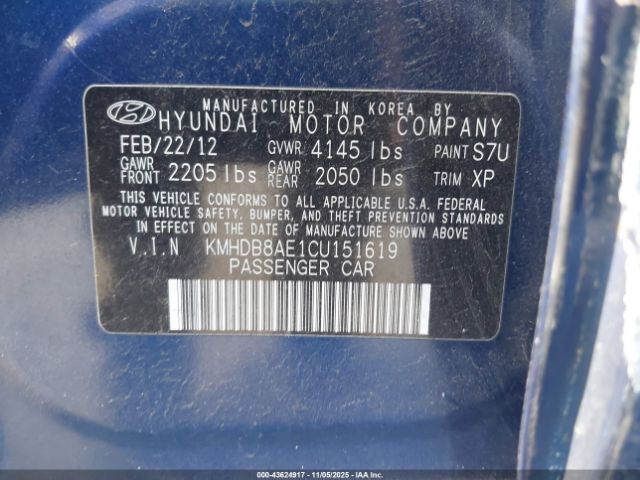 MANUFACTURED IN KOREA BY
HYUNDAI MOTOR COMPANY
FEB/22/12 GVWR 4145 lbs PAINT S7U
GAWR FRONT 2205 lbs GAWR REAR 2050 lbs TRIM XP
THIS VEHICLE CONFORMS TO ALL APPLICABLE U.S.A. FEDERAL
MOTOR VEHICLE SAFETY, BUMPER, AND THEFT PREVENTION STANDARDS
IN EFFECT ON THE DATE OF MANUFACTURE SHOWN ABOVE
V.I.N KMHDB8AE1CU151619
PASSENGER CAR
000-43624917 - 11/05/2025 - IAAI.COM